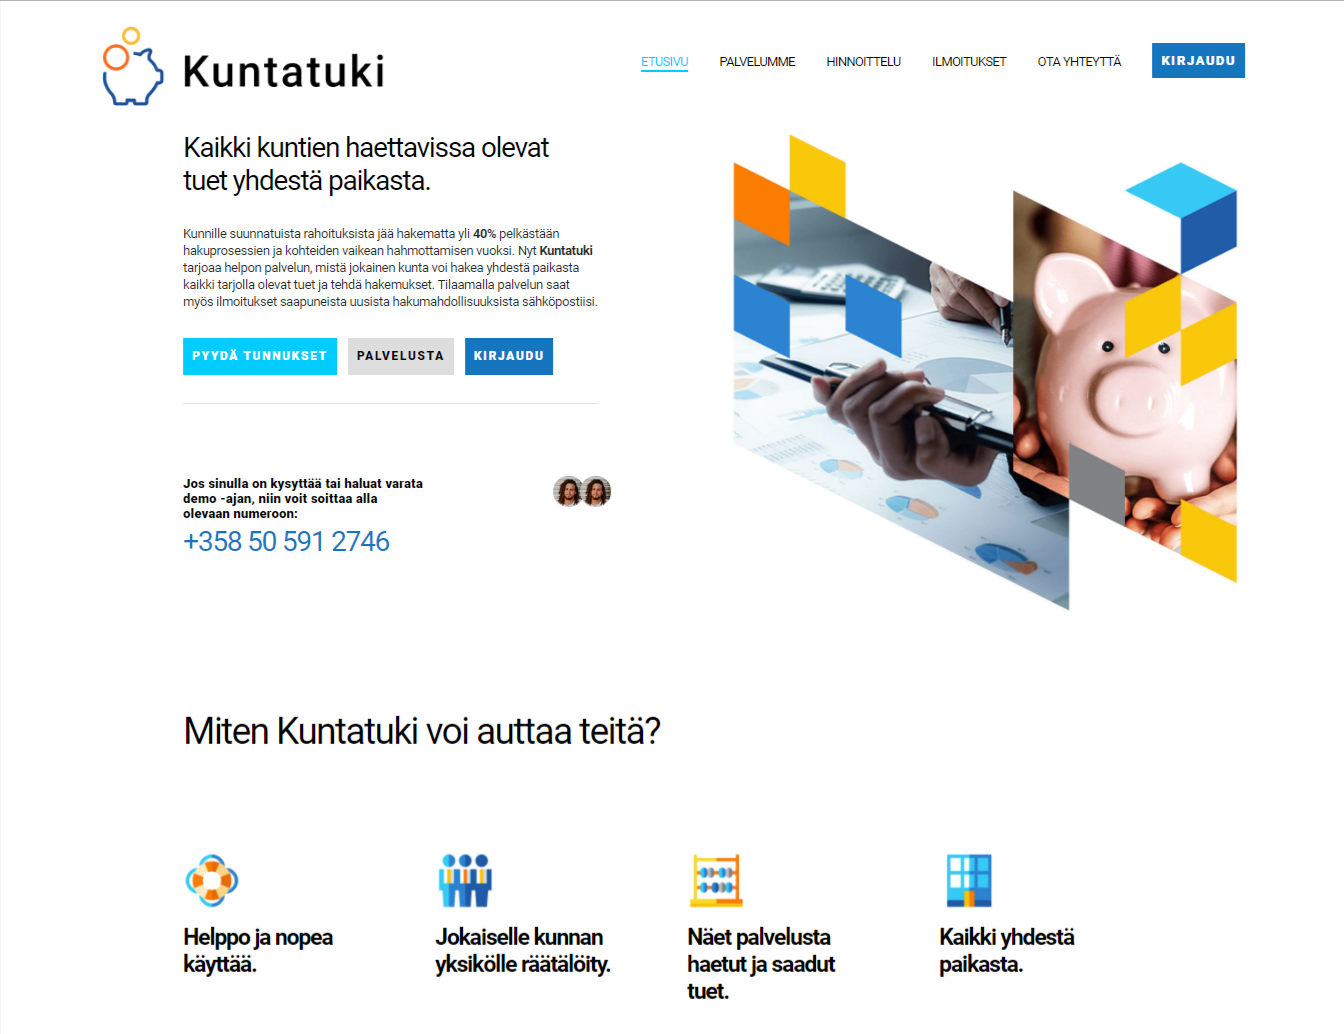 Kuntatuki
ETUSIVU PALVELUMME HINNOITTELU ILMOITUKSET OTA YHTEYTTÄ KIRJAUDU
Kaikki kuntien haettavissa olevat
tuet yhdestä paikasta.
Kunnille suunnatuista rahoituksista jää hakematta yli 40% pelkästään
hakuprosessien ja kohteiden vaikean hahmottamisen vuoksi. Nyt Kuntatuki
tarjoaa helpon palvelun, mistä jokainen kunta voi hakea yhdestä paikasta
kaikki tarjolla olevat tuet ja tehdä hakemukset. Tilaamalla palvelun saat
myös ilmoitukset saapuneista uusista hakumahdollisuuksista sähköpostiisi.
PYYDÄ TUNNUKSET PALVELUSTA KIRJAUDU
Jos sinulla on kysyttää tai haluat varata
demo -ajan, niin voit soittaa alla
olevaan numeroon:
+358 50 591 2746
Miten Kuntatuki voi auttaa teitä?
Helppo ja nopea
käyttää.
Jokaiselle kunnan
yksikölle räätälöity.
Näet palvelusta
haetut ja saadut
tuet.
Kaikki yhdestä
paikasta.